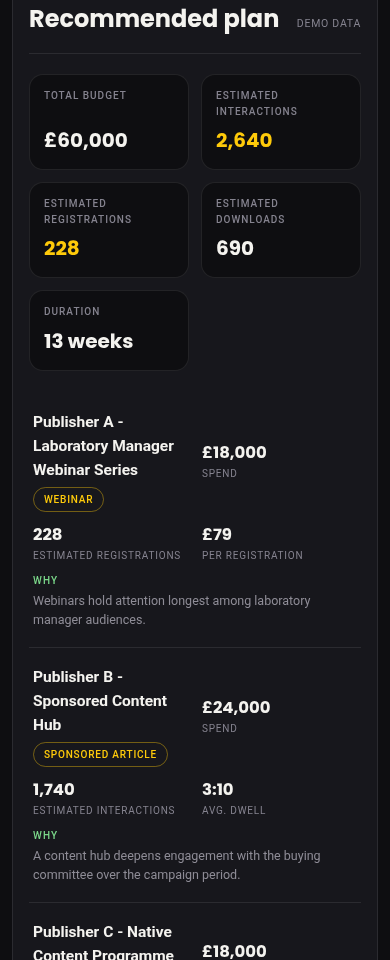 Recommended plan
DEMO DATA
TOTAL BUDGET
£60,000
ESTIMATED
INTERACTIONS
2,640
ESTIMATED
REGISTRATIONS
228
ESTIMATED
DOWNLOADS
690
DURATION
13 weeks
Publisher A -
Laboratory Manager
Webinar Series
WEBINAR
£18,000
SPEND
228
ESTIMATED REGISTRATIONS
£79
PER REGISTRATION
WHY
Webinars hold attention longest among laboratory
manager audiences.
Publisher B -
Sponsored Content
Hub
SPONSORED ARTICLE
£24,000
SPEND
1,740
ESTIMATED INTERACTIONS
3:10
AVG. DWELL
WHY
A content hub deepens engagement with the buying
committee over the campaign period.
Publisher C - Native
Content Programme
£18,000